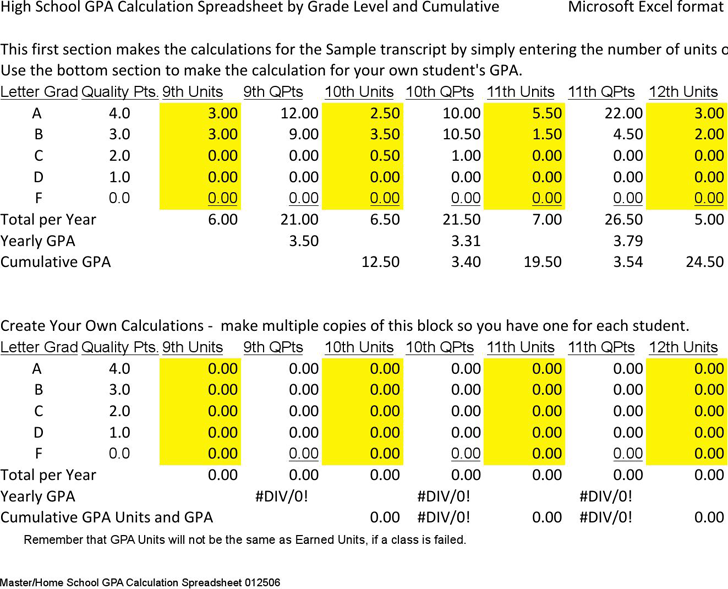 High School GPA Calculation Spreadsheet by Grade Level and Cumulative Microsoft Excel format
This first section makes the calculations for the Sample transcript by simply entering the number of units
Use the bottom section to make the calculation for your own student's GPA.
Letter Grad Quality Pts. 9th Units 9th QPts 10th Units 10th QPts 11th Units 11th QPts 12th Units
A 4.0 3.00 12.00 2.50 10.00 5.50 22.00 3.00
B 3.0 3.00 9.00 3.50 10.50 1.50 4.50 2.00
C 2.0 0.00 0.00 0.50 1.00 0.00 0.00 0.00
D 1.0 0.00 0.00 0.00 0.00 0.00 0.00 0.00
F 0.0 0.00 0.00 0.00 0.00 0.00 0.00 0.00
Total per Year 6.00 21.00 6.50 21.50 7.00 26.50 5.00
Yearly GPA 3.50 3.31 3.79
Cumulative GPA 12.50 3.40 19.50 3.54 24.50
Create Your Own Calculations - make multiple copies of this block so you have one for each student.
Letter Grad Quality Pts. 9th Units 9th QPts 10th Units 10th QPts 11th Units 11th QPts 12th Units
A 4.0 0.00 0.00 0.00 0.00 0.00 0.00 0.00
B 3.0 0.00 0.00 0.00 0.00 0.00 0.00 0.00
C 2.0 0.00 0.00 0.00 0.00 0.00 0.00 0.00
D 1.0 0.00 0.00 0.00 0.00 0.00 0.00 0.00
F 0.0 0.00 0.00 0.00 0.00 0.00 0.00 0.00
Total per Year 0.00 0.00 0.00 0.00 0.00 0.00 0.00
Yearly GPA #DIV/0! #DIV/0! #DIV/0!
Cumulative GPA Units and GPA 0.00 #DIV/0! 0.00 #DIV/0! 0.00
Remember that GPA Units will not be the same as Earned Units, if a class is failed.
Master/Home School GPA Calculation Spreadsheet 012506